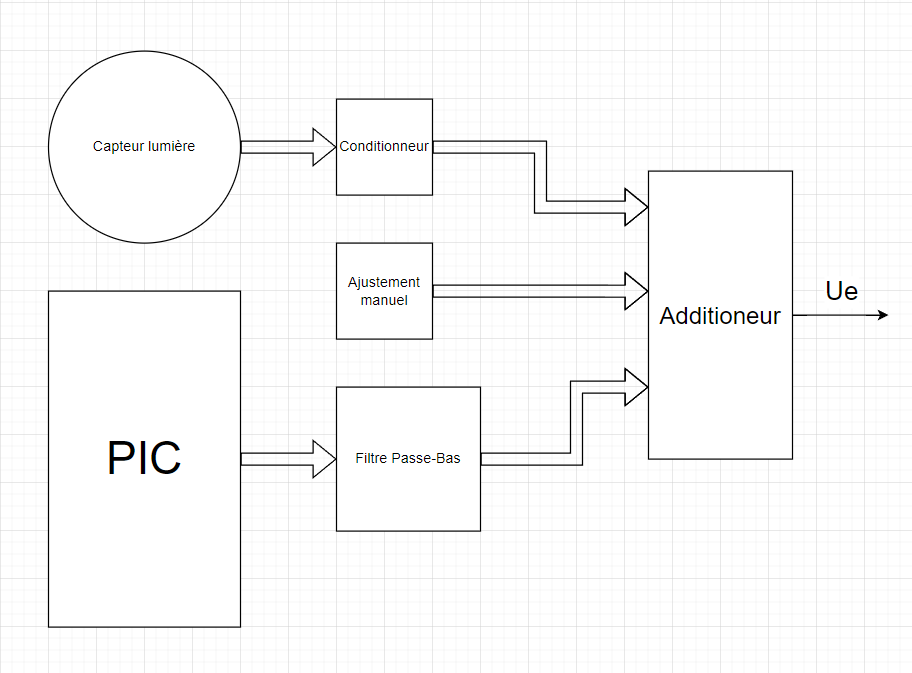 Capteur lumière
Conditionneur
Ajustement
manuel
Ue
Additioneur
PIC
Filtre Passe-Bas